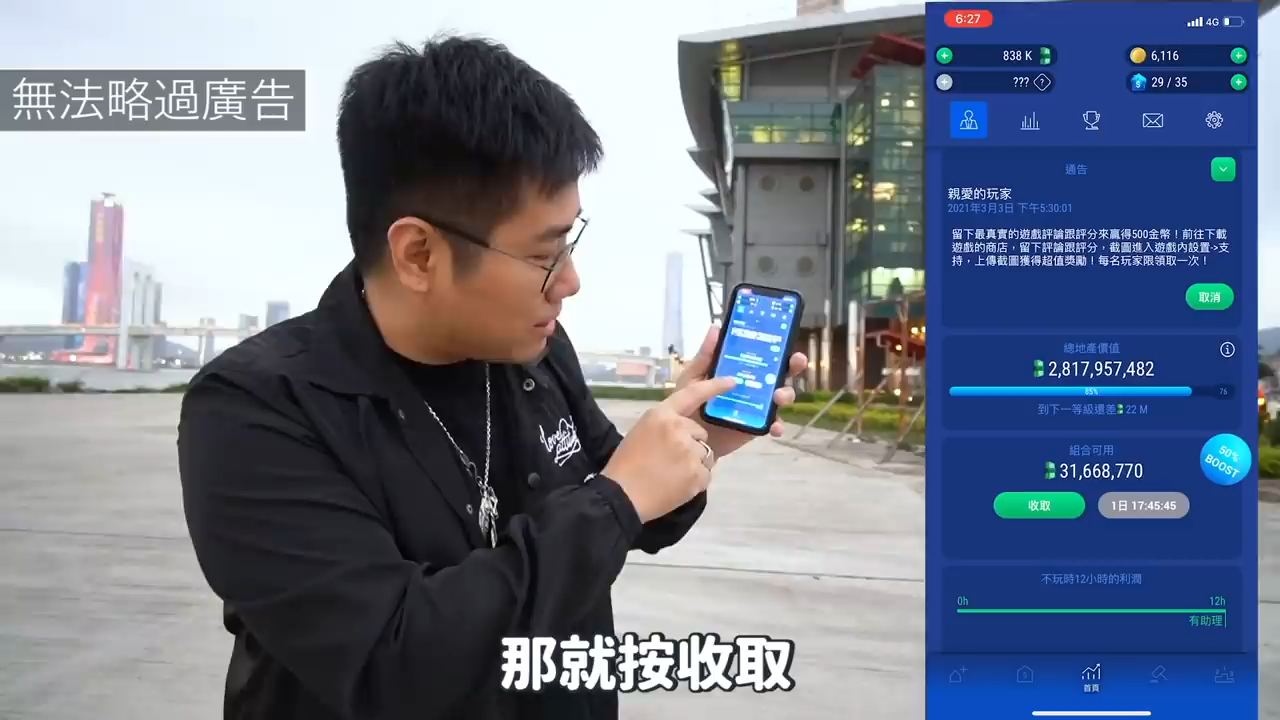 無法略過廣告
6:27
4G
838 K
6,116
???
29 / 35
通告
親愛的玩家
2021年3月3日 下午5:30:01
留下最真實的遊戲評論跟評分來贏得500金幣！前往下載
遊戲的商店，留下評論跟評分，截圖進入遊戲內設置->支
持，上傳截圖獲得超值獎勵！每名玩家限領取一次！
取消
總地產價值
2,817,957,482
85%
76
到下一等級還差 22 M
組合可用
31,668,770
50%
BOOST
收取
1日 17:45:45
不玩時12小時的利潤
0h
12h
有助理
首頁
那就按收取